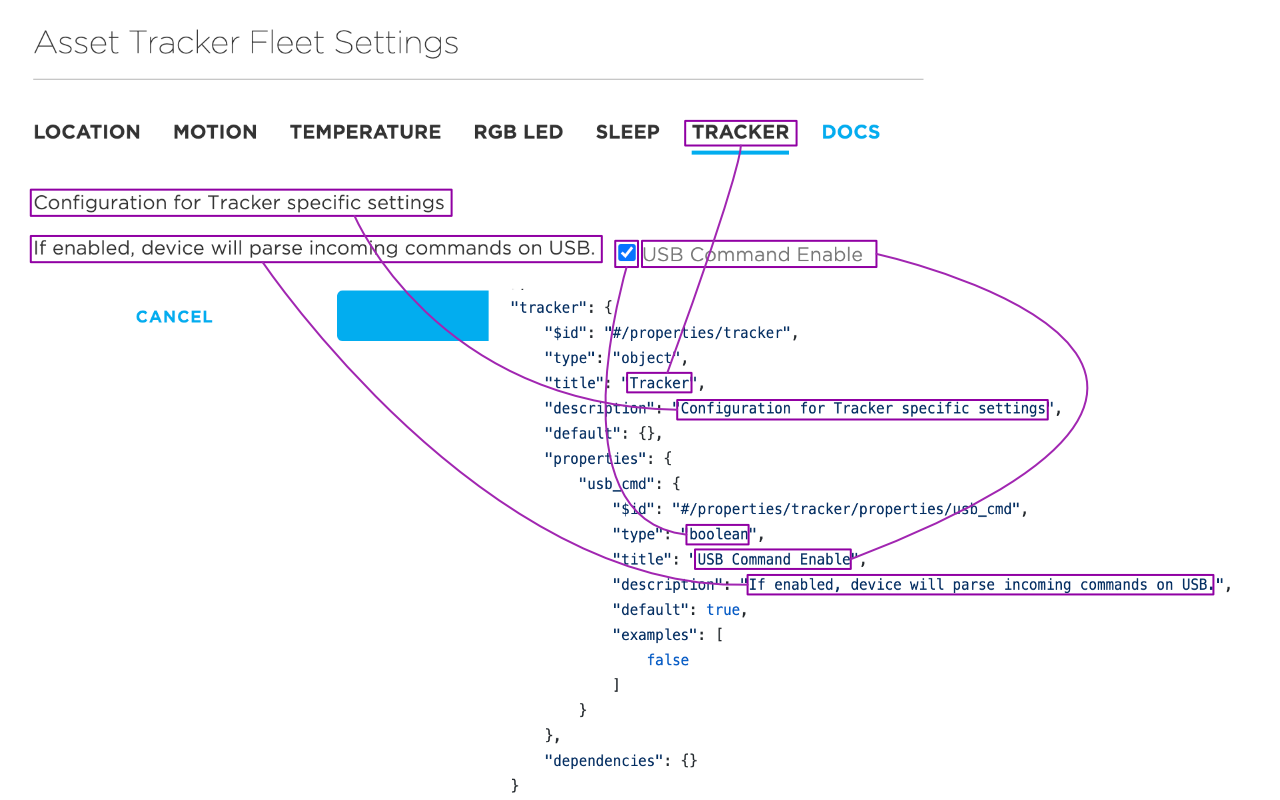 Asset Tracker Fleet Settings
LOCATION MOTION TEMPERATURE RGB LED SLEEP TRACKER DOCS
Configuration for Tracker specific settings
If enabled, device will parse incoming commands on USB. USB Command Enable
CANCEL
"tracker": {
"$id": "#/properties/tracker",
"type": "object",
"title": "Tracker",
"description": "Configuration for Tracker specific settings",
"default": {},
"properties": {
"usb_cmd": {
"$id": "#/properties/tracker/properties/usb_cmd",
"type": "boolean",
"title": "USB Command Enable",
"description": "If enabled, device will parse incoming commands on USB.",
"default": true,
"examples": [
false
]
}
},
"dependencies": {}
}